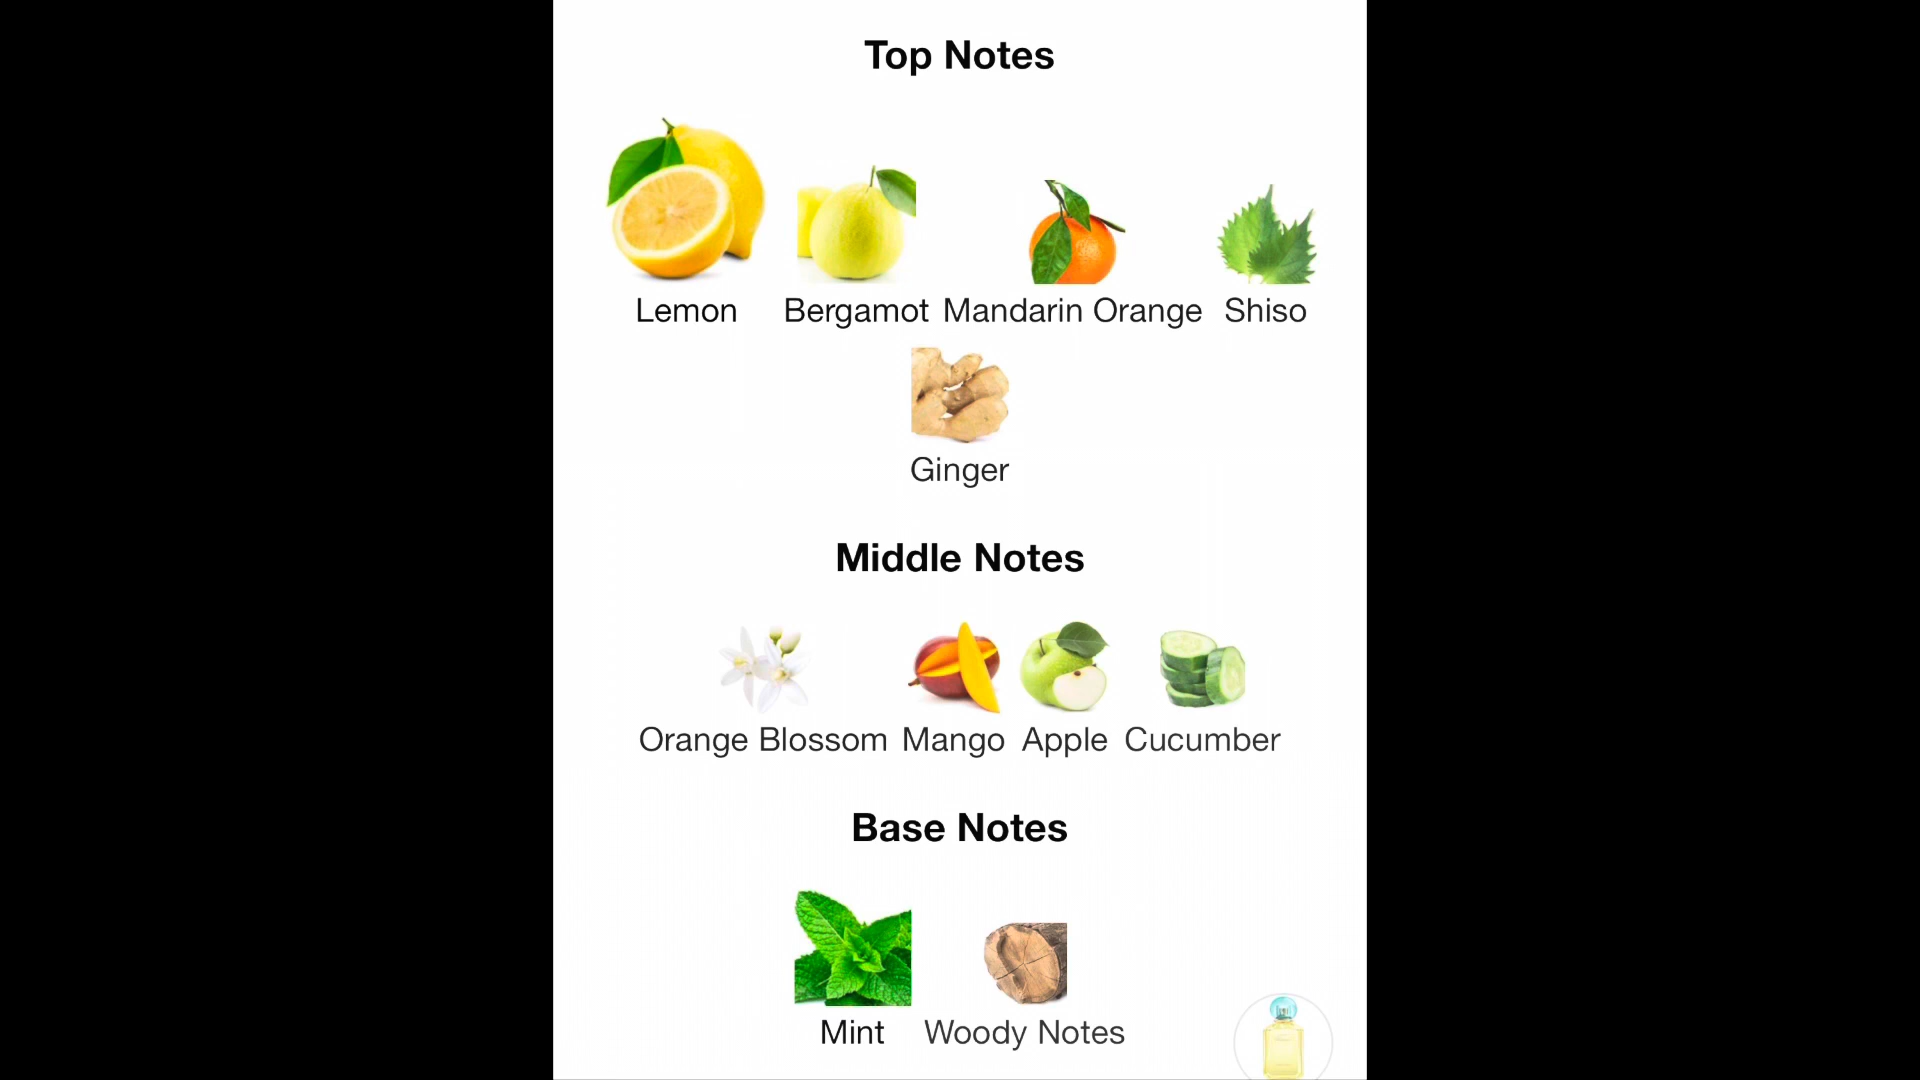 Top Notes
Lemon Bergamot Mandarin Orange Shiso
Ginger
Middle Notes
Orange Blossom Mango Apple Cucumber
Base Notes
Mint Woody Notes